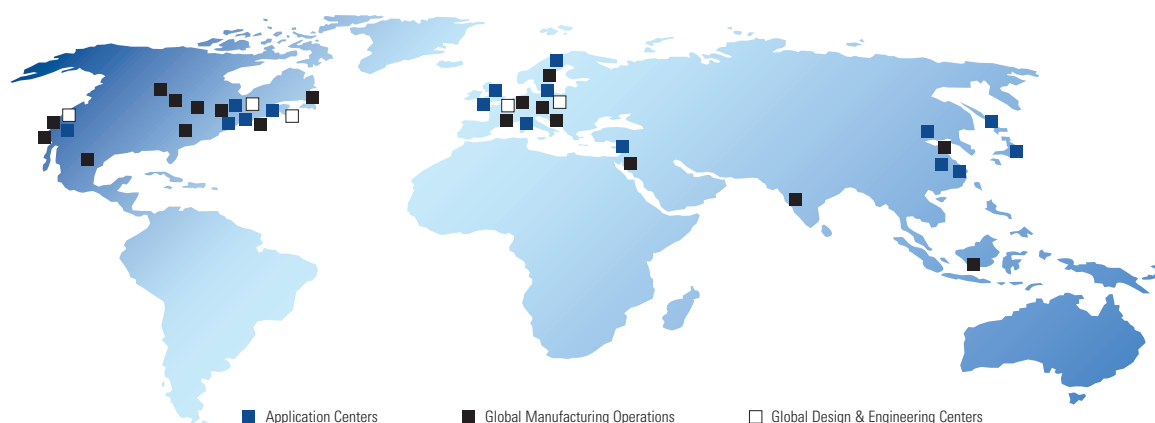 Application Centers
Global Manufacturing Operations
Global Design & Engineering Centers